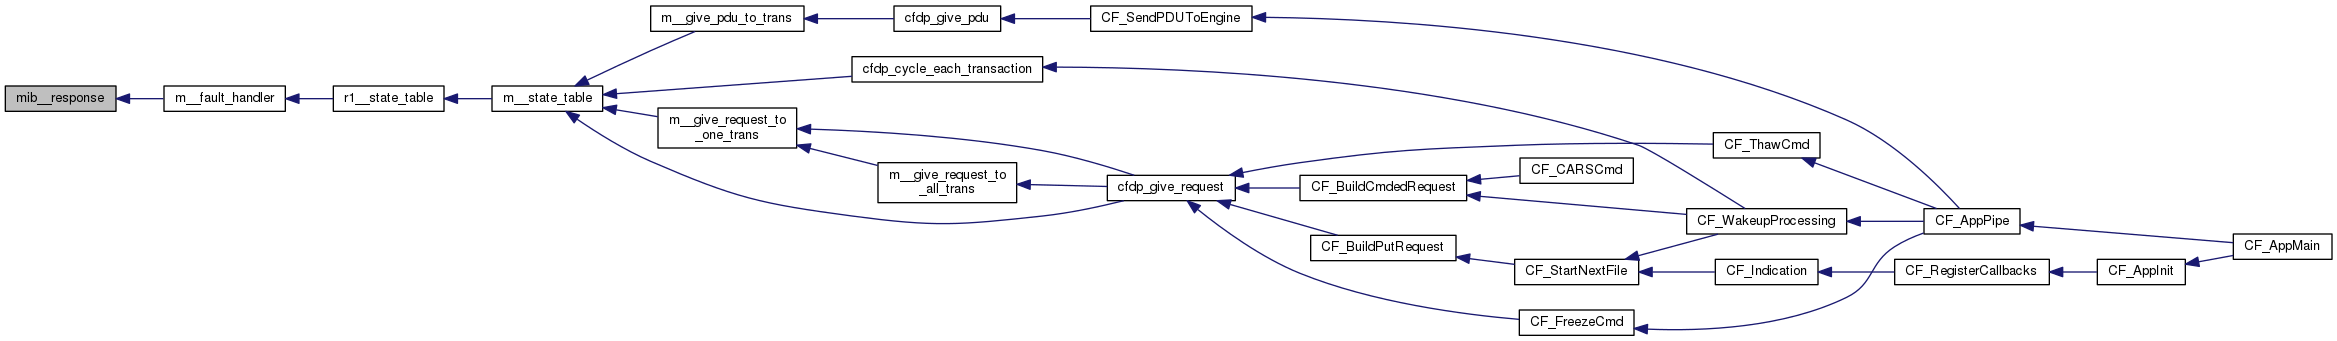 m__give_pdu_to_trans
cfdp_give_pdu
CF_SendPDUToEngine
cfdp_cycle_each_transaction
mib__response
m__fault_handler
r1__state_table
m__state_table
m__give_request_to
_one_trans
CF_ThawCmd
CF_CARSCmd
m__give_request_to
_all_trans
cfdp_give_request
CF_BuildCmdedRequest
CF_WakeupProcessing
CF_AppPipe
CF_BuildPutRequest
CF_AppMain
CF_StartNextFile
CF_Indication
CF_RegisterCallbacks
CF_AppInit
CF_FreezeCmd